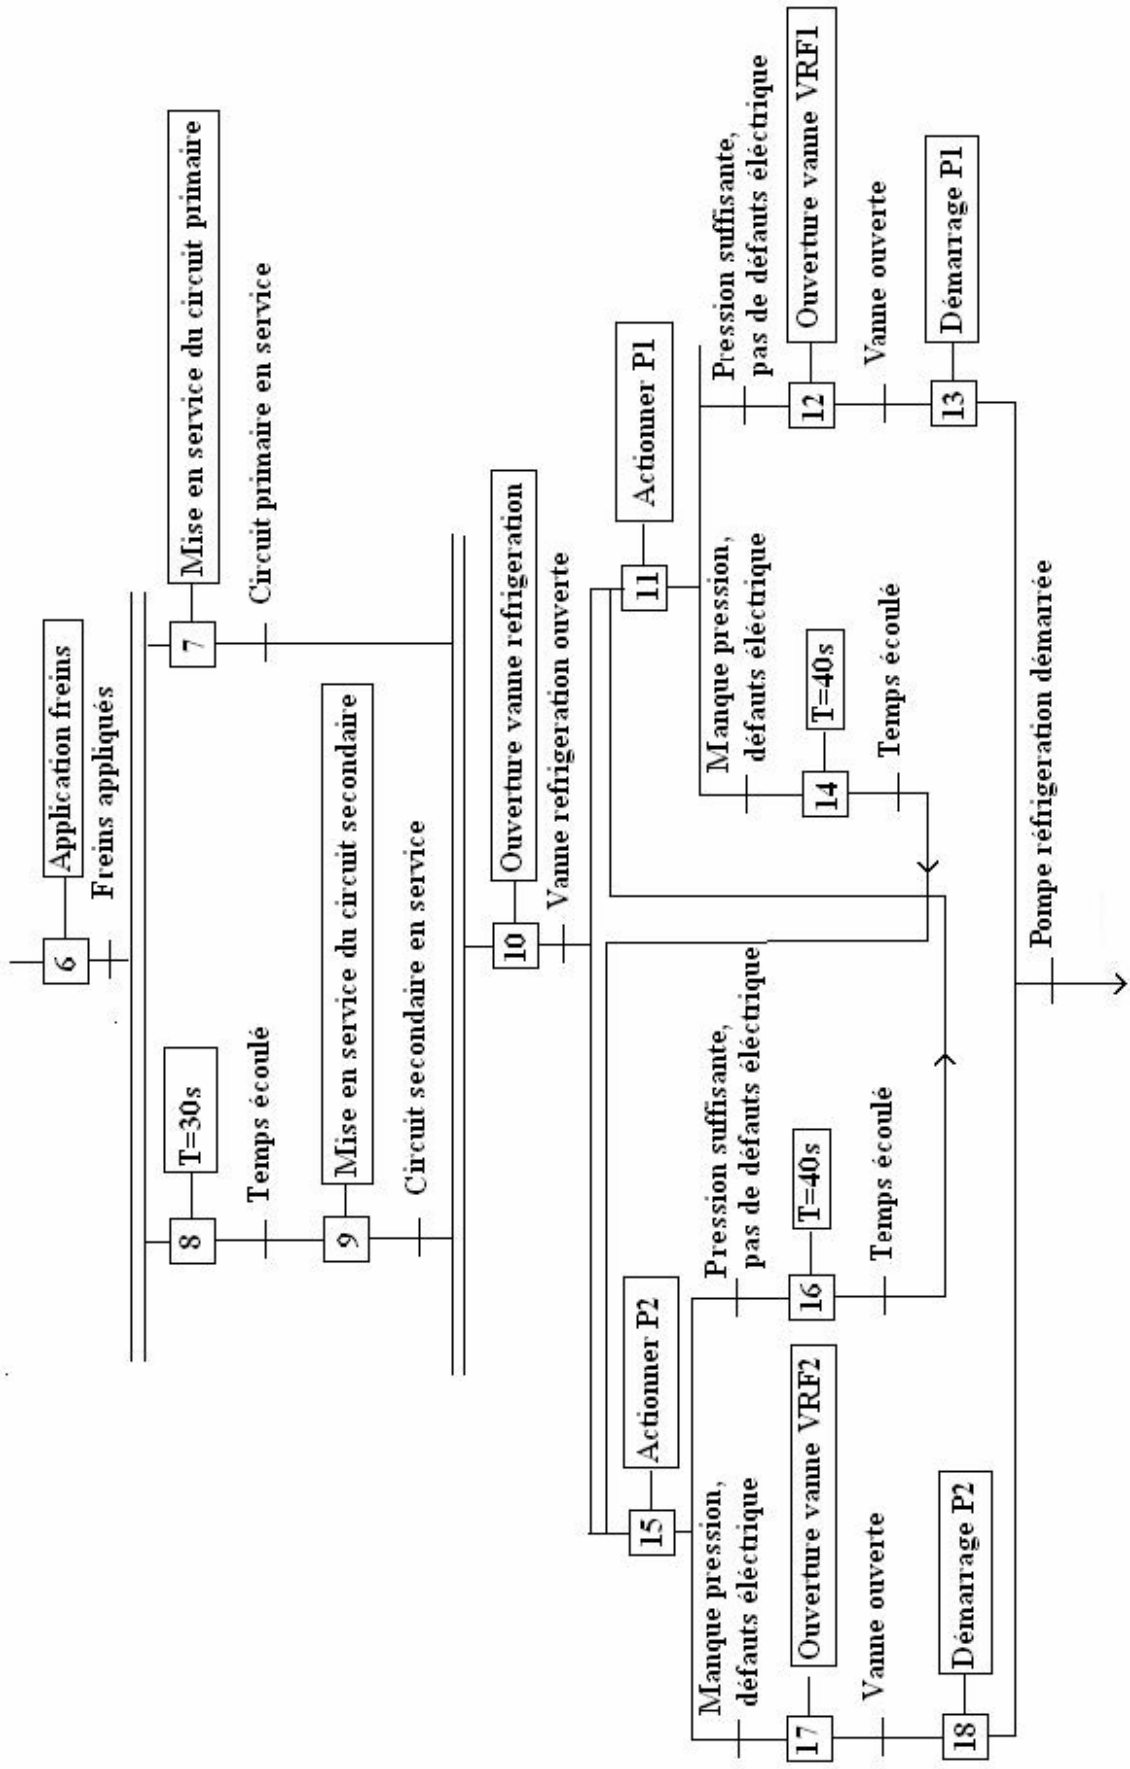 6
Application freins
Freins appliqués
7
Mise en service du circuit primaire
Circuit primaire en service
8
T=30s
Temps écoulé
9
Mise en service du circuit secondaire
Circuit secondaire en service
10
Ouverture vanne refrigeration
Vanne refrigeration ouverte
11
Actionner P1
Manque pression,
défauts éléctrique
14
T=40s
Temps écoulé
Pression suffisante,
pas de défauts éléctrique
12
Ouverture vanne VRF1
Vanne ouverte
13
Démarrage P1
15
Actionner P2
Manque pression,
défauts éléctrique
17
Ouverture vanne VRF2
Vanne ouverte
18
Démarrage P2
Pression suffisante,
pas de défauts éléctrique
16
T=40s
Temps écoulé
Pompe réfrigeration démarrée